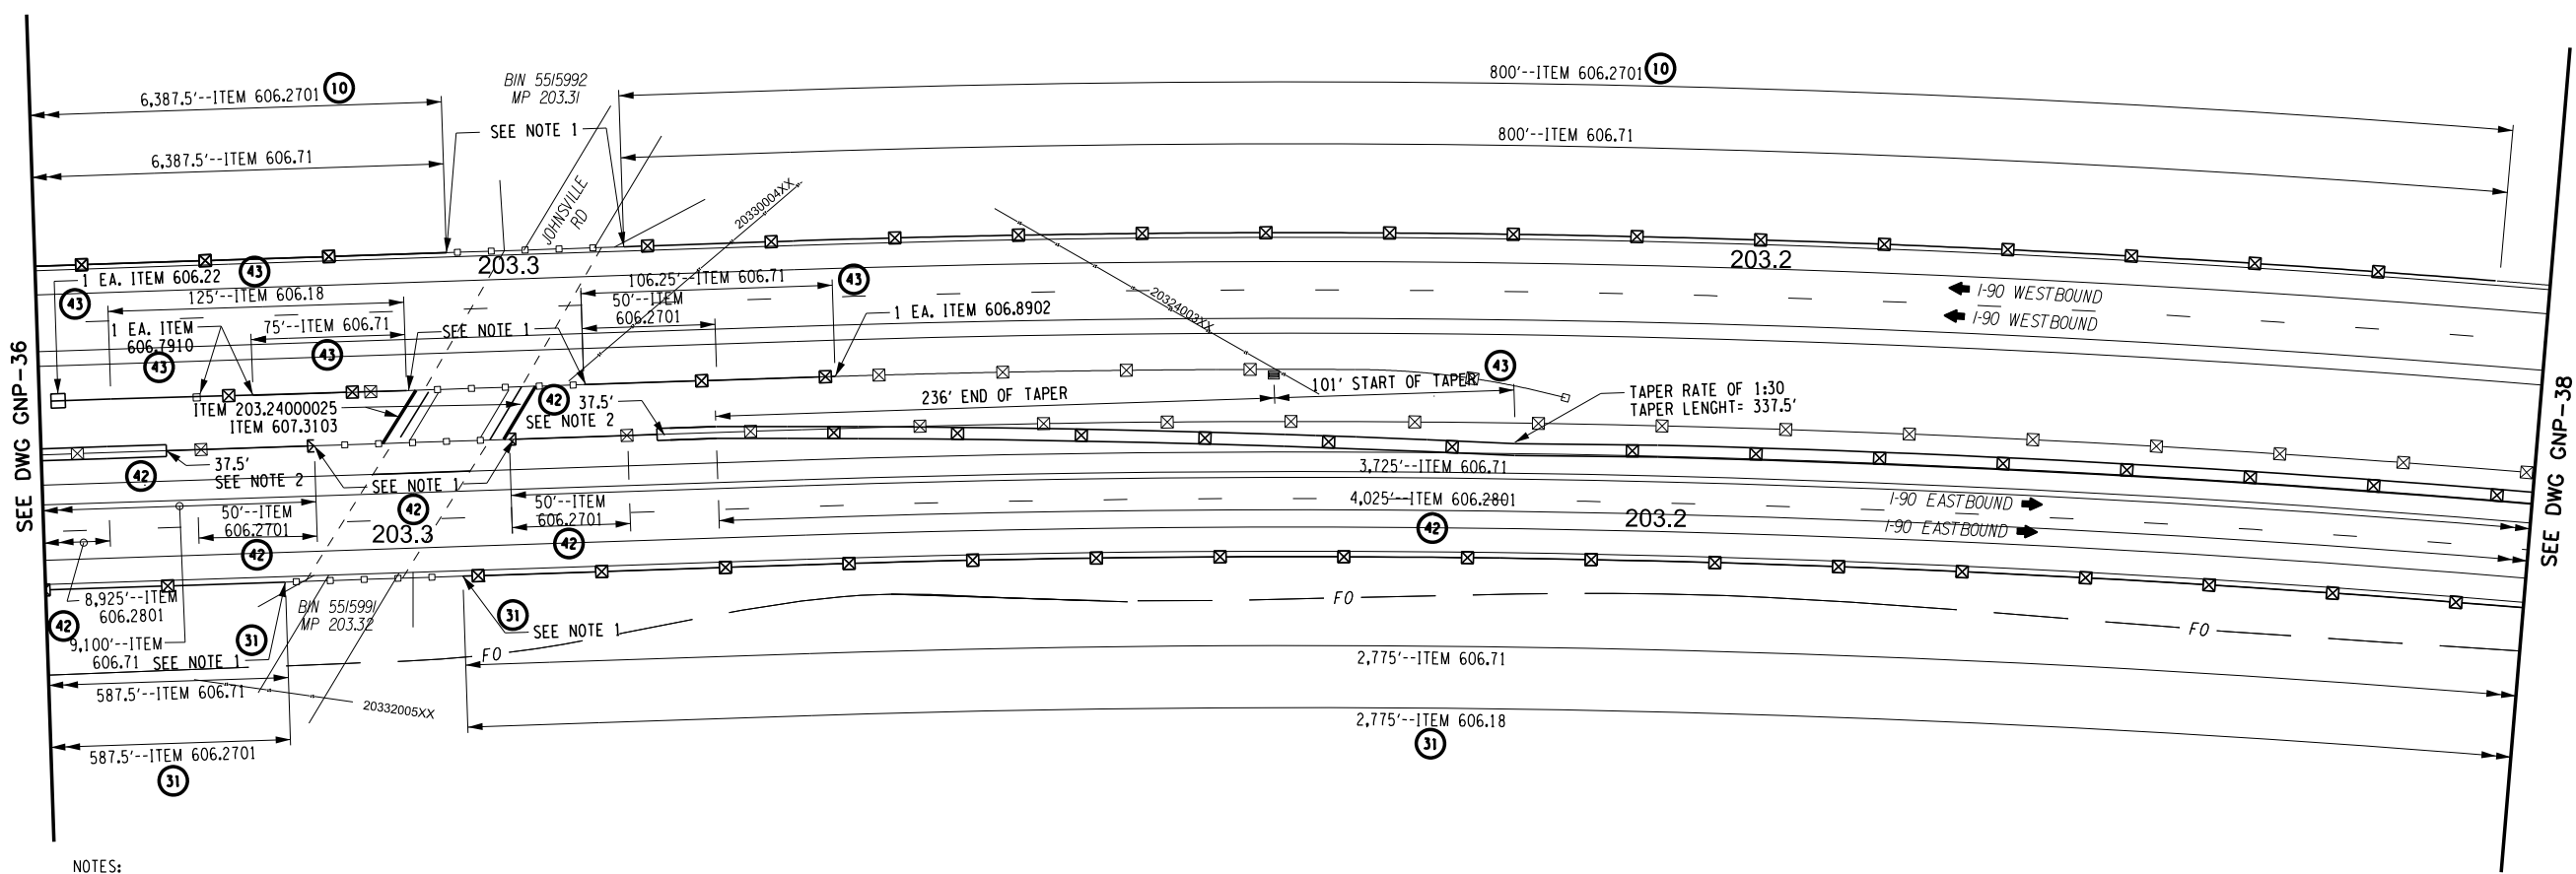 BIN 5515992
MP 203.31
6,387.5'--ITEM 606.2701 10
800'--ITEM 606.2701 10
SEE NOTE 1
800'--ITEM 606.71
6,387.5'--ITEM 606.71
JOHNSVILLE
RD
20330004XX
20324003XX
203.3
203.2
1 EA. ITEM 606.22 43
43
125'--ITEM 606.18
106.25'--ITEM 606.71 43
50'--ITEM
606.2701
I-90 WESTBOUND
I-90 WESTBOUND
1 EA. ITEM
606.7910
43
75'--ITEM 606.71
43
SEE NOTE 1
1 EA. ITEM 606.8902
43
SEE DWG GNP-36
SEE DWG GNP-38
ITEM 203.24000025
ITEM 607.3103
42
37.5'
SEE NOTE 2
236' END OF TAPER
101' START OF TAPER
TAPER RATE OF 1:30
TAPER LENGHT= 337.5'
37.5'
SEE NOTE 2
42
SEE NOTE 1
42
3,725'--ITEM 606.71
50'--ITEM
606.2701
42
50'--ITEM
606.2701
42
4,025'--ITEM 606.2801
42
I-90 EASTBOUND
I-90 EASTBOUND
203.3
203.2
8,925'--ITEM
606.2801
42
9,100'--ITEM
606.71
31
SEE NOTE 1
BIN 5515991
MP 203.32
31
SEE NOTE 1
FO
FO
FO
587.5'--ITEM 606.71
20332005XX
2,775'--ITEM 606.71
587.5'--ITEM 606.2701
31
2,775'--ITEM 606.18
31
NOTES: